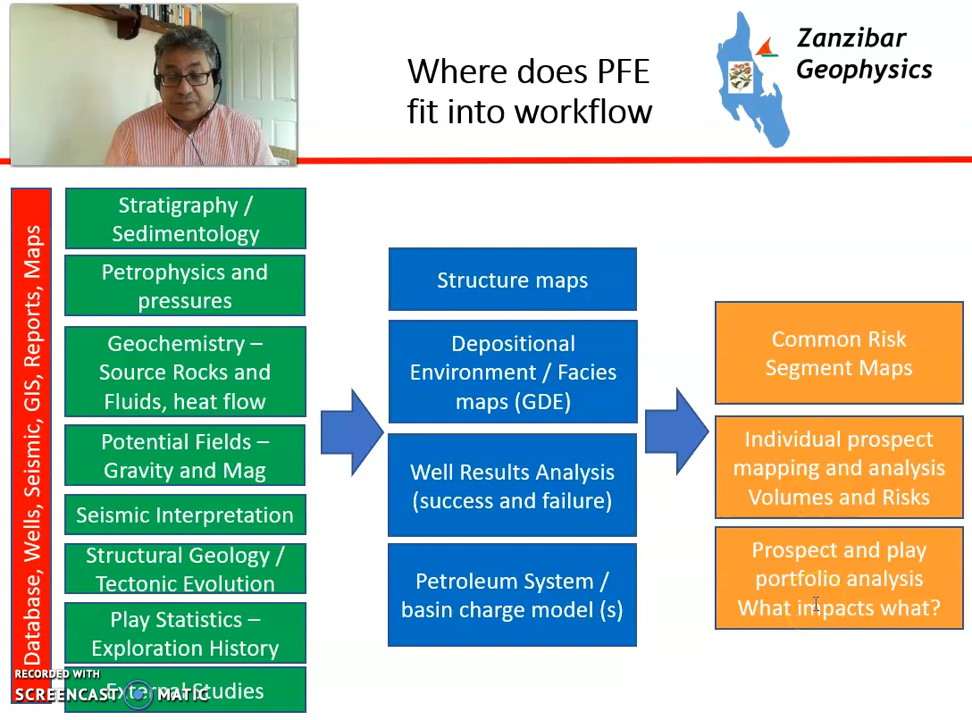 Where does PFE
fit into workflow
Zanzibar
Geophysics
Database, Wells, Seismic, GIS, Reports, Maps
Stratigraphy /
Sedimentology
Petrophysics and
pressures
Geochemistry –
Source Rocks and
Fluids, heat flow
Potential Fields –
Gravity and Mag
Seismic Interpretation
Structural Geology /
Tectonic Evolution
Play Statistics –
Exploration History
External Studies
Structure maps
Depositional
Environment / Facies
maps (GDE)
Well Results Analysis
(success and failure)
Petroleum System /
basin charge model (s)
Common Risk
Segment Maps
Individual prospect
mapping and analysis
Volumes and Risks
Prospect and play
portfolio analysis
What impacts what?
RECORDED WITH
SCREENCAST MATIC